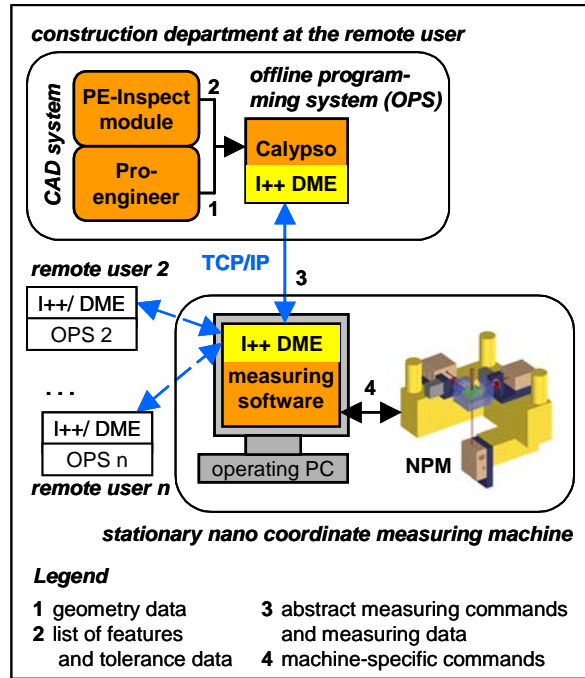 construction department at the remote user
CAD system
PE-Inspect
module
Pro-
engineer
2
1
offline program-
ming system (OPS)
Calypso
I++ DME
TCP/IP
3
remote user 2
I++/ DME
OPS 2
...
I++/ DME
OPS n
remote user n
I++ DME
measuring
software
operating PC
4
NPM
stationary nano coordinate measuring machine
Legend
1 geometry data
2 list of features
and tolerance data
3 abstract measuring commands
and measuring data
4 machine-specific commands